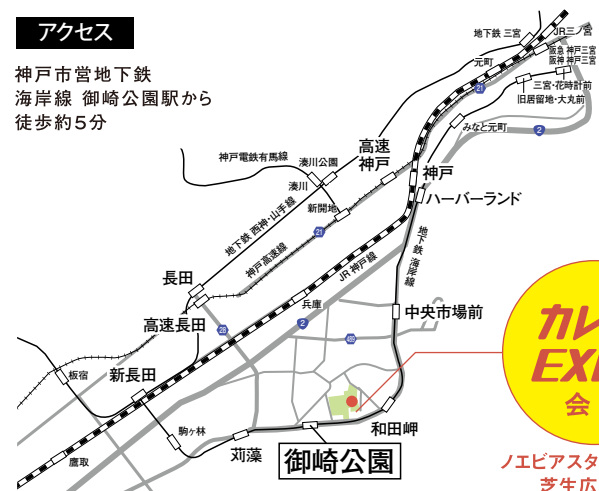 アクセス
神戸市営地下鉄
海岸線 御崎公園駅から
徒歩約5分
地下鉄 三宮
JR三ノ宮
阪急 神戸三宮
阪神 神戸三宮
元町
三宮・花時計前
旧居留地・大丸前
21
みなと元町
2
高速
神戸
神戸電鉄有馬線
湊川公園
湊川
神戸
ハーバーランド
新開地
地下鉄 西神・山手線
21
神戸高速線
地下鉄 海岸線
JR 神戸線
長田
兵庫
高速長田
28
2
489
中央市場前
カレ
EXP
会
板宿
新長田
駒ヶ林
和田岬
苅藻
御崎公園
鷹取
ノエビアスタ
芝生広